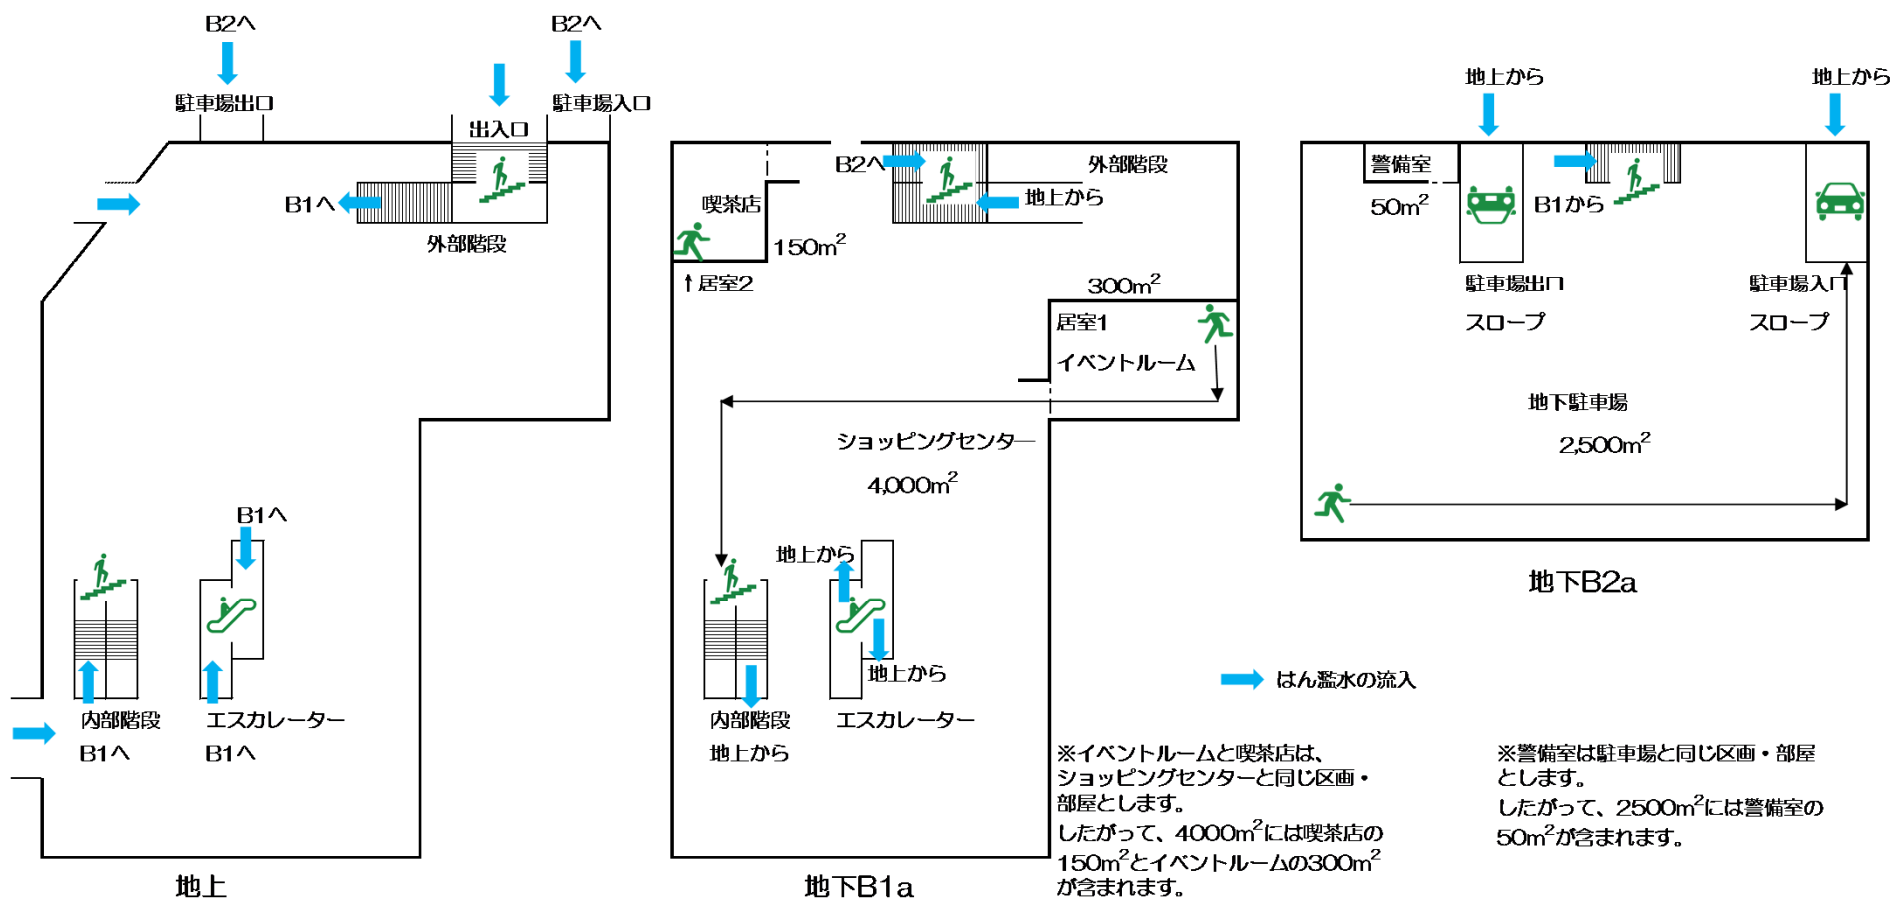 B2へ
駐車場出口
B2へ
駐車場入口
出入口
B1へ
外部階段
B1へ
内部階段
B1へ
エスカレーター
B1へ
地上
B2へ
外部階段
地上から
喫茶店
150m²
↑居室2
300m²
居室1
イベントルーム
ショッピングセンター
4,000m²
地上から
地上から
内部階段
地上から
エスカレーター
地下B1a
※イベントルームと喫茶店は、
ショッピングセンターと同じ区画・
部屋とします。
したがって、4000m²には喫茶店の
150m²とイベントルームの300m²
が含まれます。
地上から
地上から
警備室
50m²
B1から
駐車場出口
スロープ
駐車場入口
スロープ
地下駐車場
2,500m²
地下B2a
はん濫水の流入
※警備室は駐車場と同じ区画・部屋
とします。
したがって、2500m²には警備室の
50m²が含まれます。